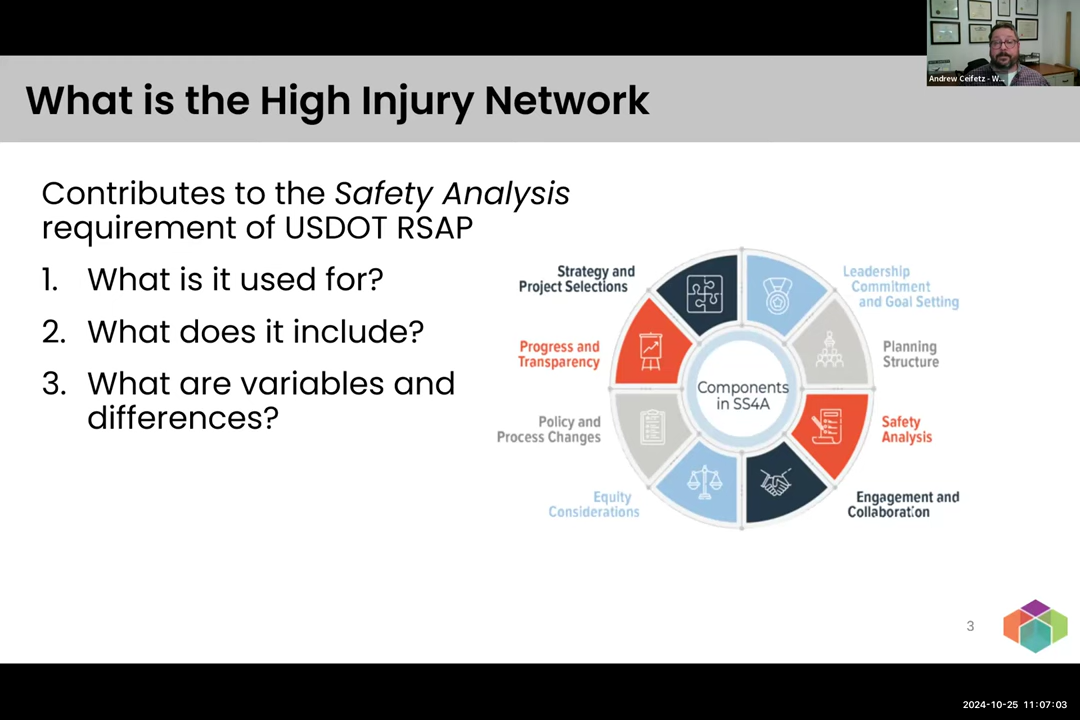 Andrew Ceifetz - W...
What is the High Injury Network
Contributes to the Safety Analysis
requirement of USDOT RSAP
1. What is it used for?
2. What does it include?
3. What are variables and
differences?
Strategy and
Project Selections
Leadership
Commitment
and Goal Setting
Progress and
Transparency
Planning
Structure
Components
in SS4A
Policy and
Process Changes
Safety
Analysis
Equity
Considerations
Engagement and
Collaboration
3
2024-10-25 11:07:03